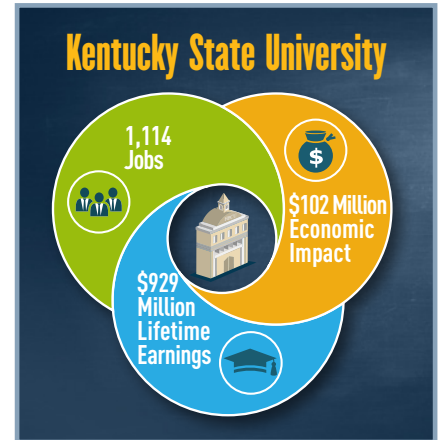 Kentucky State University
1,114
Jobs
$
$102 Million
Economic
Impact
$929
Million
Lifetime
Earnings